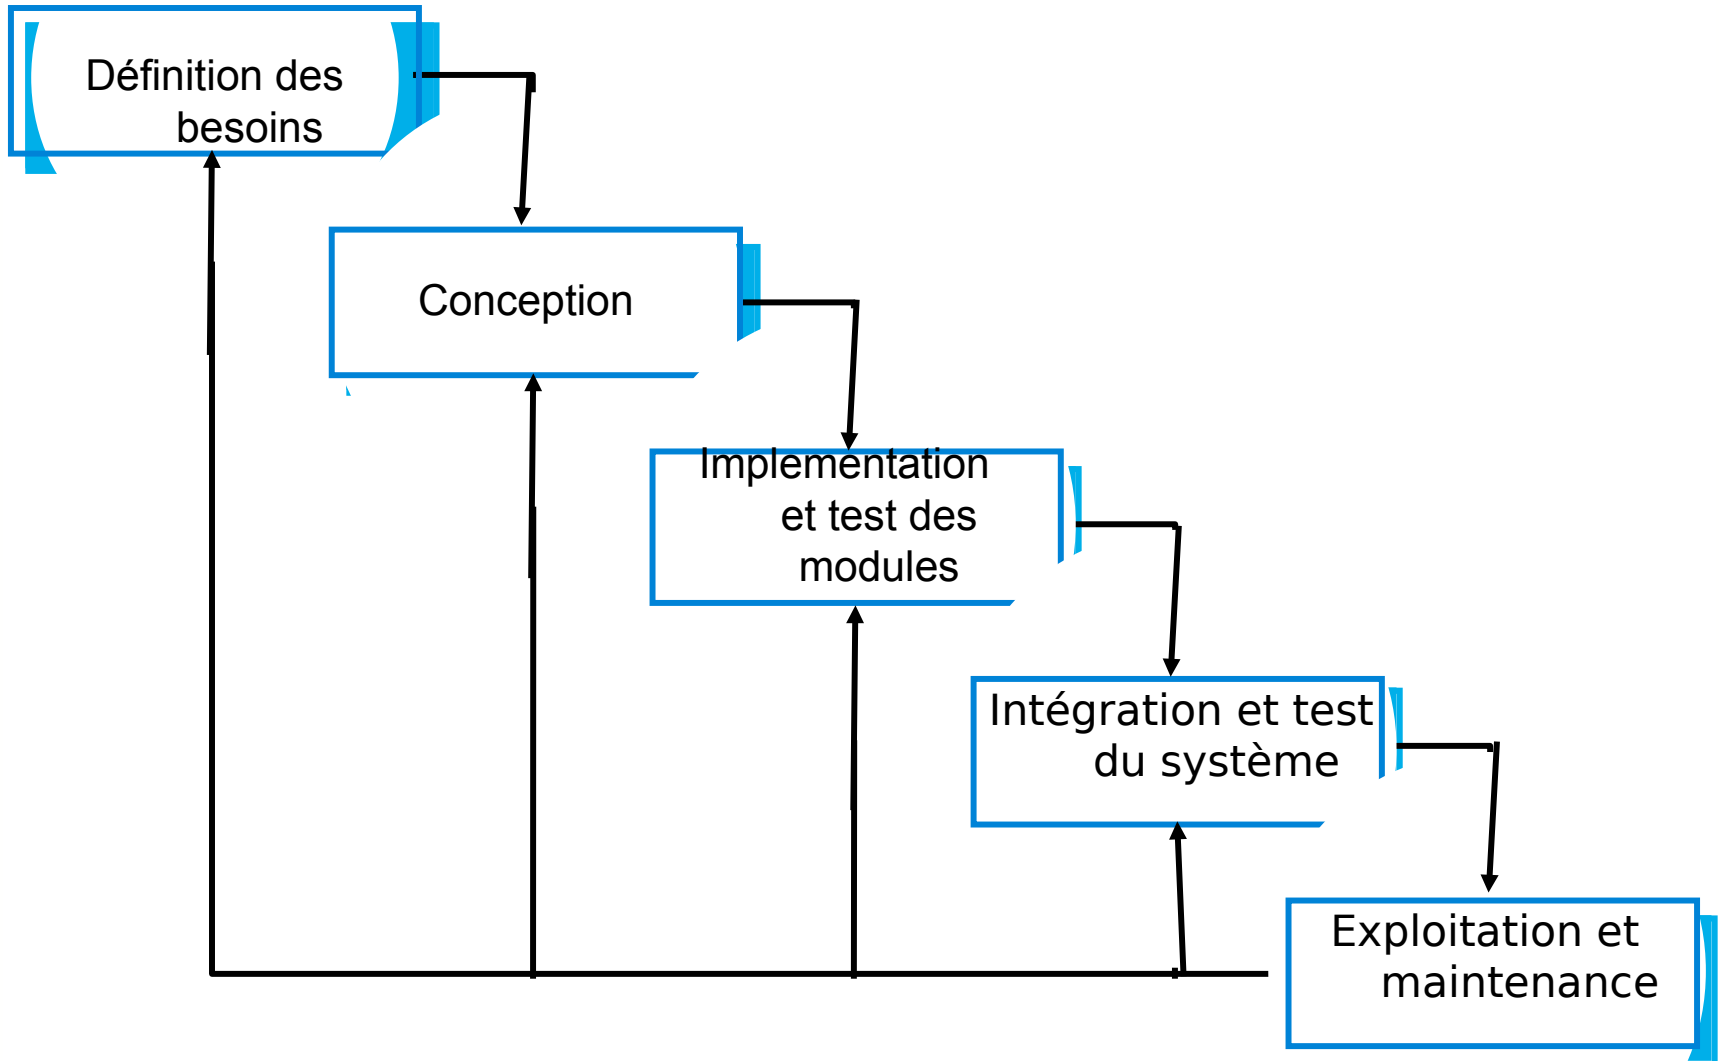 Définition des
besoins
Conception
Implementation
et test des
modules
Intégration et test
du système
Exploitation et
maintenance